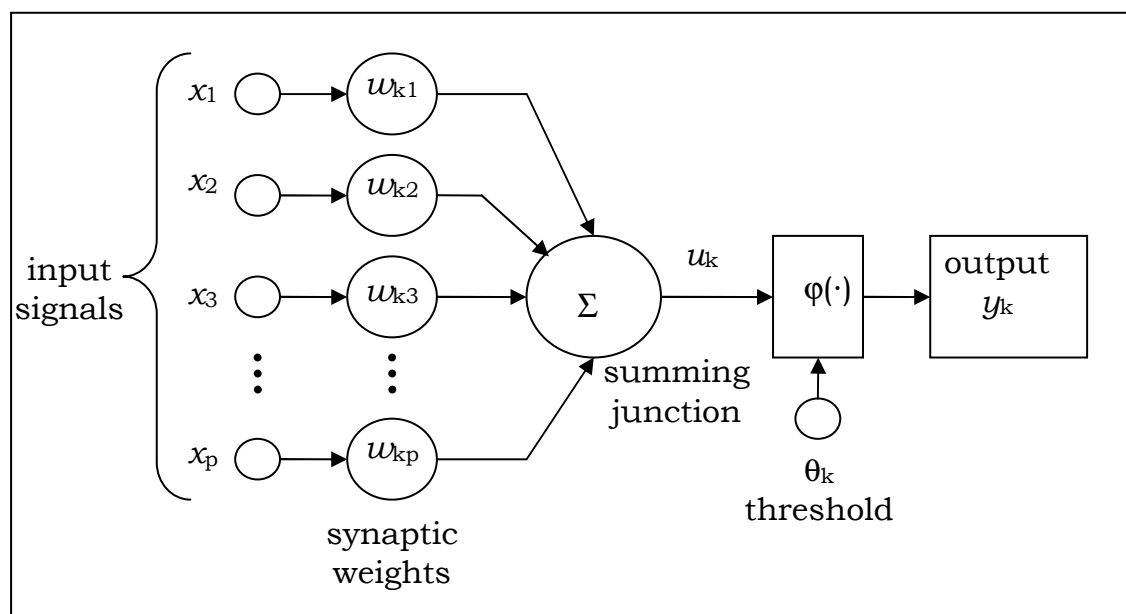 x1
wk1
x2
wk2
input
signals
x3
wk3
Σ
uk
φ(·)
output
yk
summing
junction
xp
wkp
θk
threshold
synaptic
weights